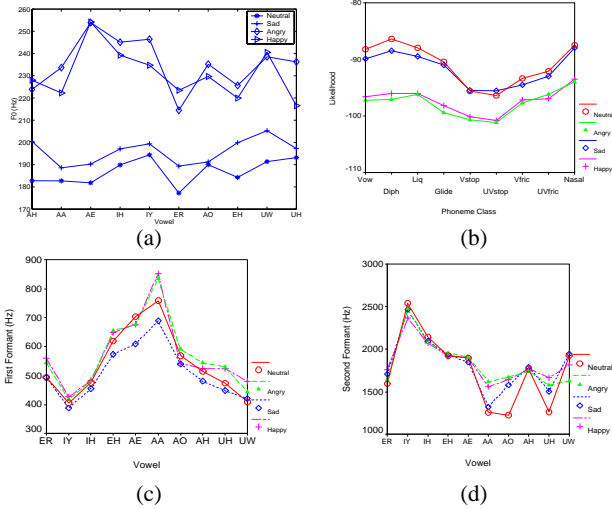 F0 (Hz)
260
250
240
230
220
210
200
190
180
170
AH AA AE IH IY ER AO EH UW UH
Vowel
Neutral
Sad
Angry
Happy
(a)
Likelihood
-80
-90
-100
-110
Vow Liq Vstop Vfric Nasal
Diph Glide UVstop UVfric
Phoneme Class
Neutral
Angry
Sad
Happy
(b)
First Formant (Hz)
900
800
700
600
500
400
300
ER IY IH EH AE AA AO AH UH UW
Vowel
Neutral
Angry
Sad
Happy
(c)
Second Formant (Hz)
3000
2500
2000
1500
1000
ER IY IH EH AE AA AO AH UH UW
Vowel
Neutral
Angry
Sad
Happy
(d)